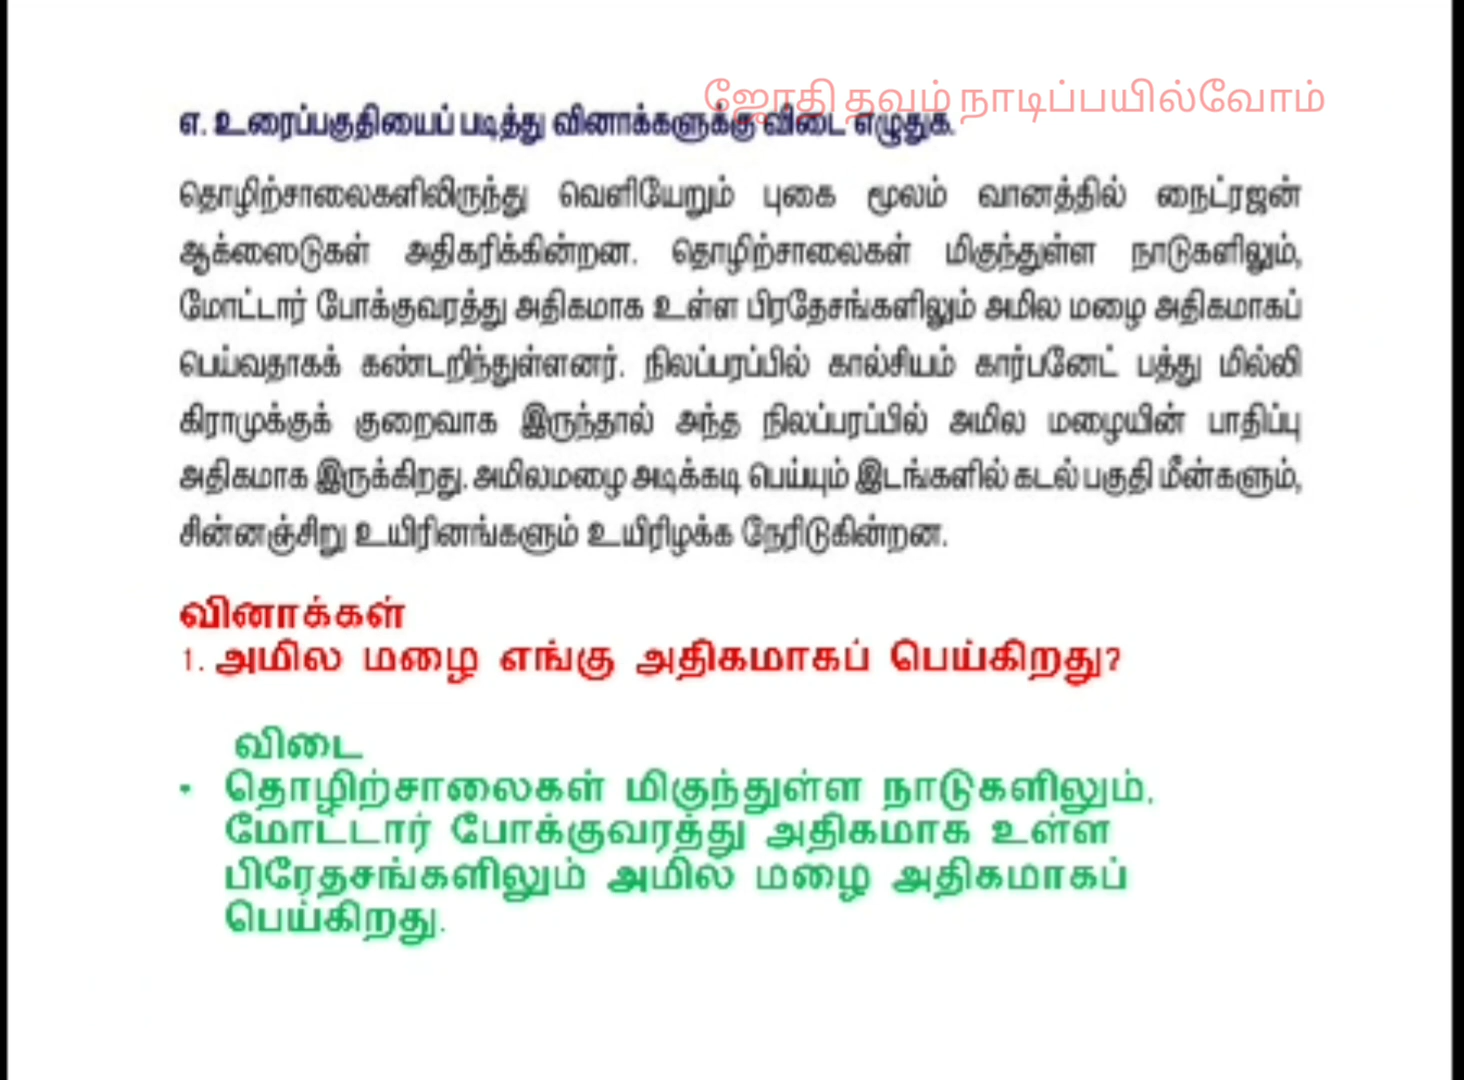 ஜோதி தவம் நாடிப்பயில்வோம்
எ. உரைப்பகுதியைப் படித்து வினாக்களுக்கு விடை எழுதுக.
தொழிற்சாலைகளிலிருந்து வெளியேறும் புகை மூலம் வானத்தில் நைட்ரஜன்
ஆக்ஸைடுகள் அதிகரிக்கின்றன. தொழிற்சாலைகள் மிகுந்துள்ள நாடுகளிலும்,
மோட்டார் போக்குவரத்து அதிகமாக உள்ள பிரதேசங்களிலும் அமில மழை அதிகமாகப்
பெய்வதாகக் கண்டறிந்துள்ளனர். நிலப்பரப்பில் கால்சியம் கார்பனேட் பத்து மில்லி
கிராமுக்குக் குறைவாக இருந்தால் அந்த நிலப்பரப்பில் அமில மழையின் பாதிப்பு
அதிகமாக இருக்கிறது. அமிலமழை அடிக்கடி பெய்யும் இடங்களில் கடல் பகுதி மீன்களும்,
சின்னஞ்சிறு உயிரினங்களும் உயிரிழக்க நேரிடுகின்றன.
வினாக்கள்
1. அமில மழை எங்கு அதிகமாகப் பெய்கிறது?
விடை
- தொழிற்சாலைகள் மிகுந்துள்ள நாடுகளிலும்,
மோட்டார் போக்குவரத்து அதிகமாக உள்ள
பிரேதசங்களிலும் அமில மழை அதிகமாகப்
பெய்கிறது.